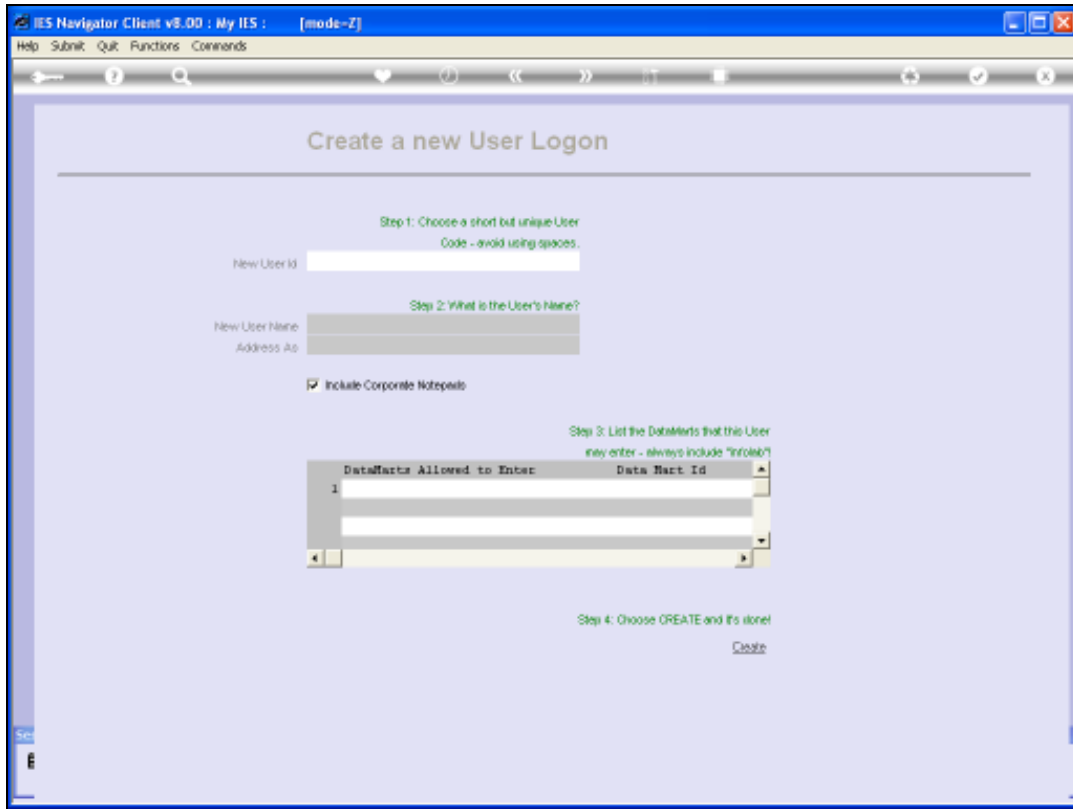 IES Navigator Client v8.00 : My IES : [mode=Z]
Help Submit Quit Functions Commands
Create a new User Logon
Step 1: Choose a short but unique User
Code - avoid using spaces.
New User Id
Step 2: What is the User's Name?
New User Name
Address As
Include Corporate Notepads
Step 3: List the DataMarts that this User
may enter - always include "infolab"!
DataMarts Allowed to Enter Data Mart Id
1
Step 4: Choose CREATE and it's done!
Create